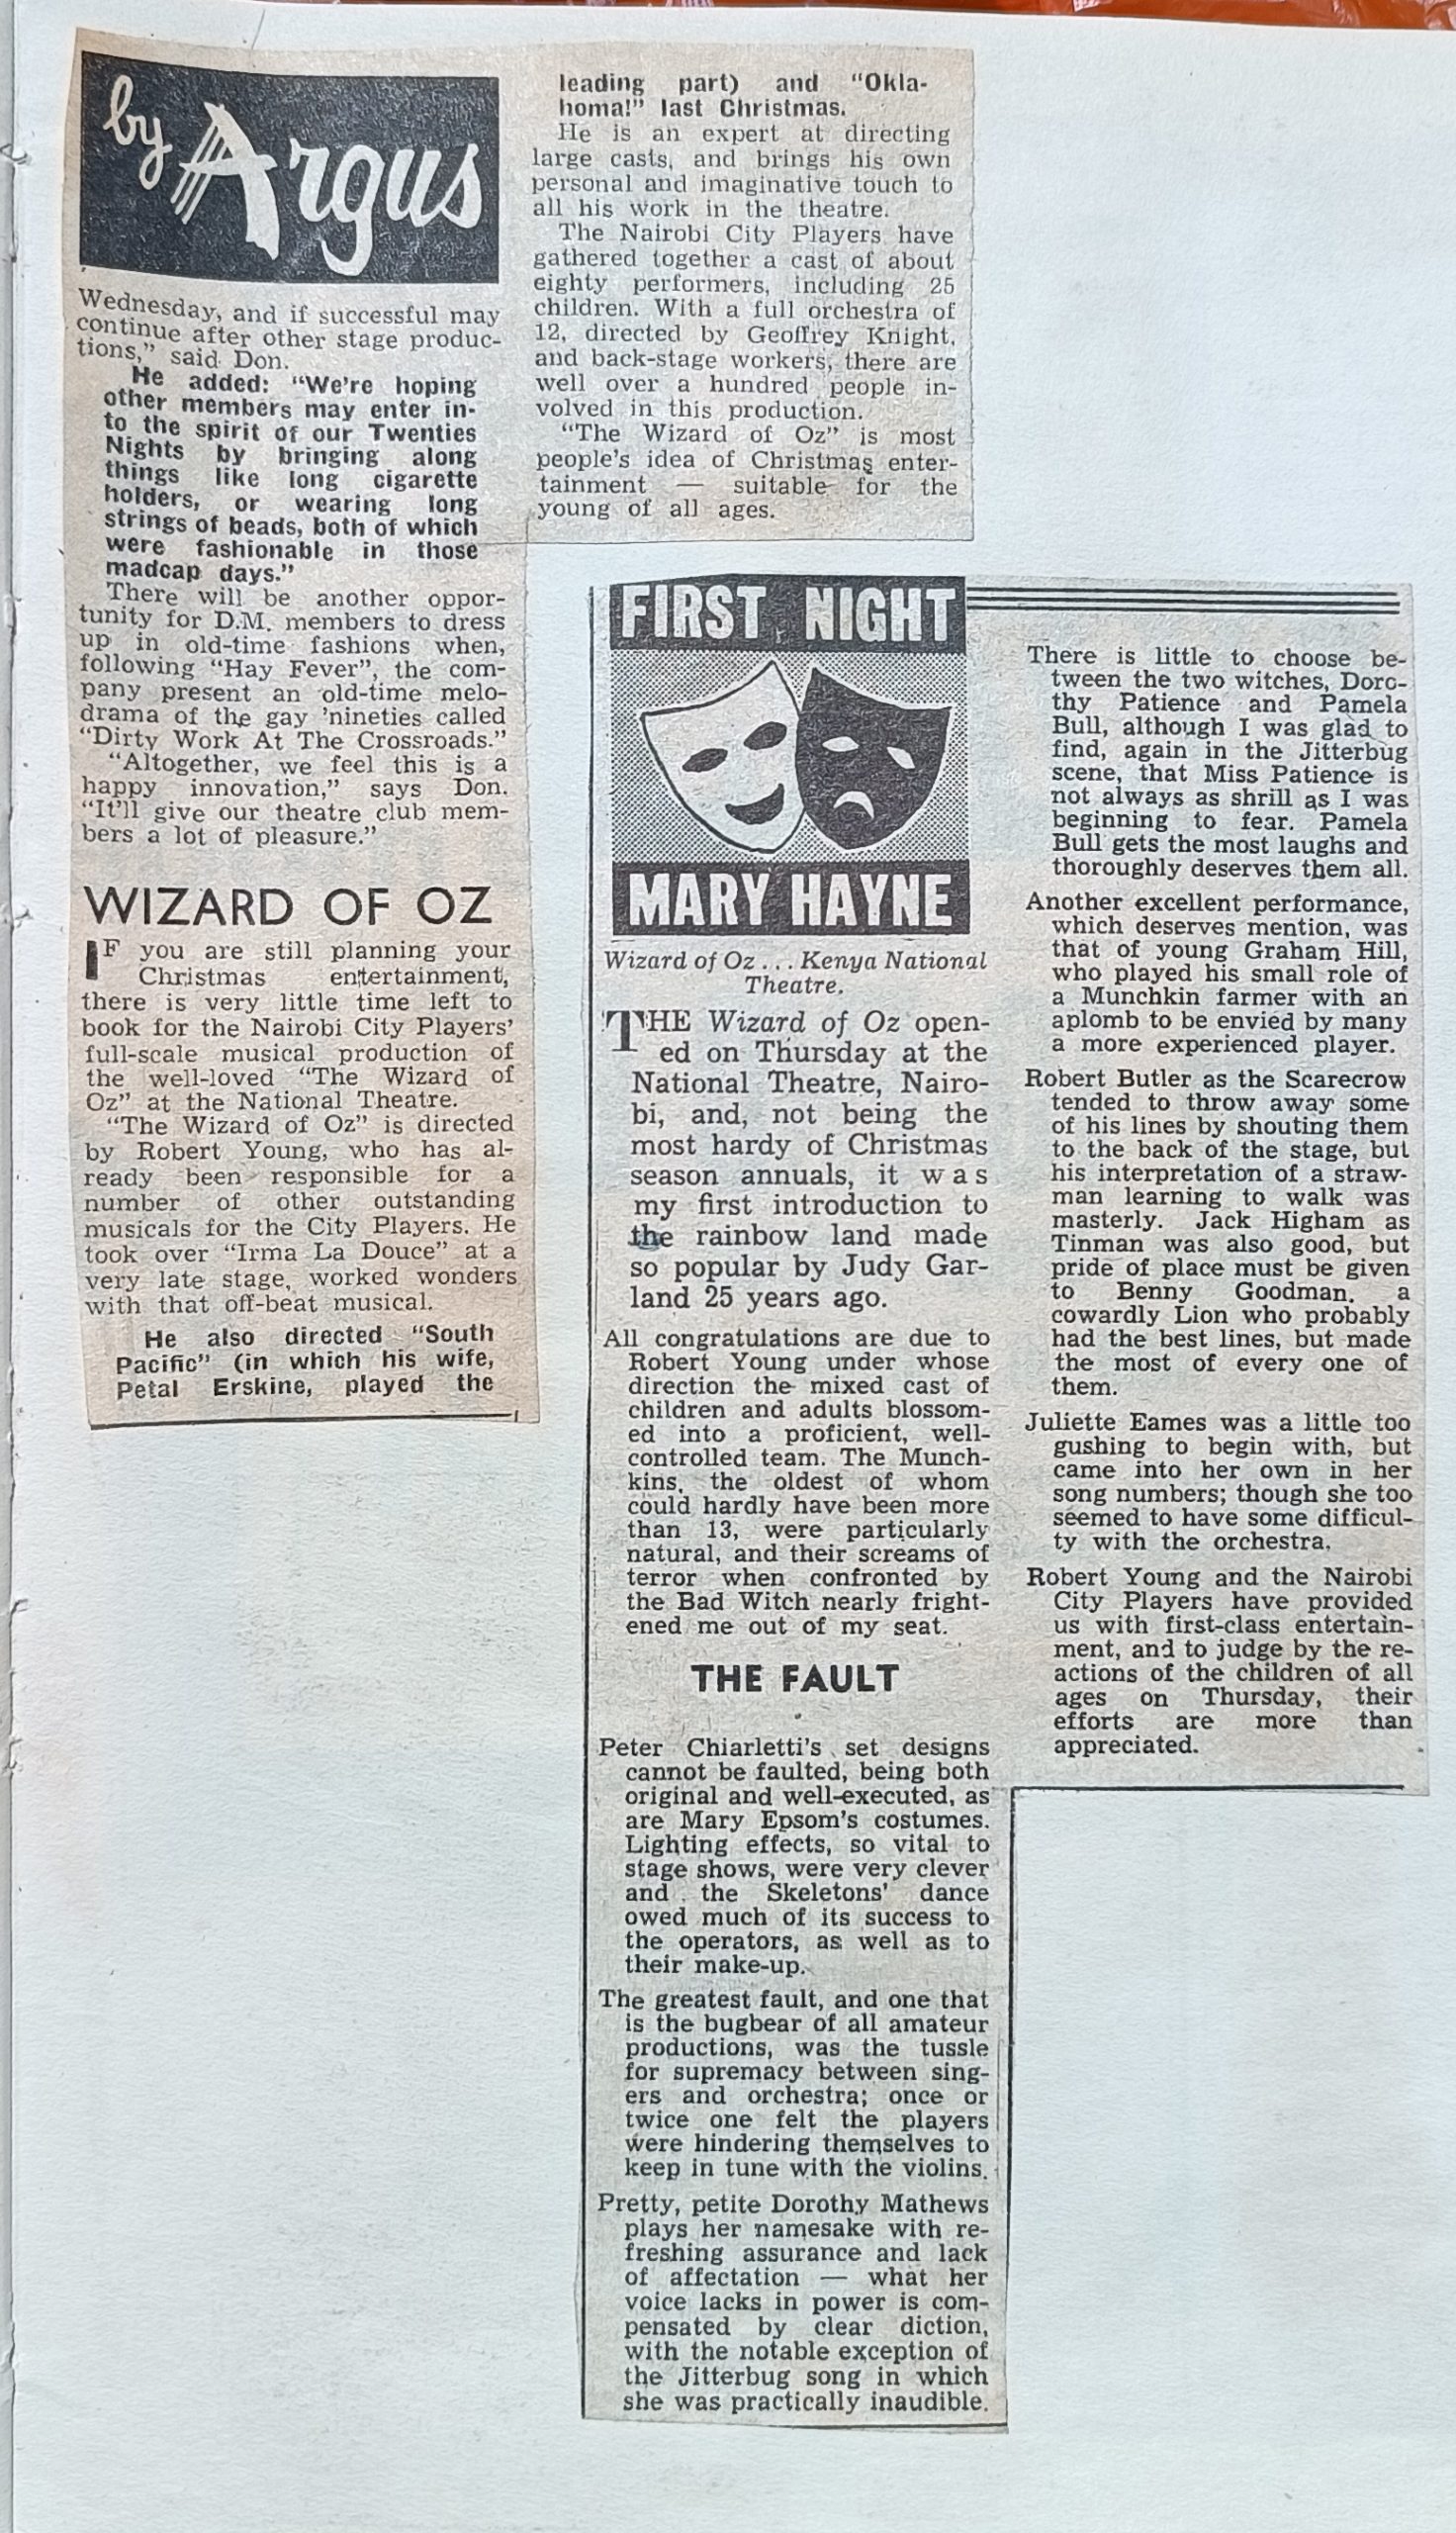 by Argus
Wednesday, and if successful may
continue after other stage produc-
tions," said Don.
He added: "We're hoping
other members may enter in-
to the spirit of our Twenties
Nights by bringing along
things like long cigarette
holders, or wearing long
strings of beads, both of which
were fashionable in those
madcap days."
There will be another oppor-
tunity for D.M. members to dress
up in old-time fashions when,
following "Hay Fever", the com-
pany present an old-time melo-
drama of the gay 'nineties called
"Dirty Work At The Crossroads."
"Altogether, we feel this is a
happy innovation," says Don.
"It'll give our theatre club mem-
bers a lot of pleasure."
WIZARD OF OZ
IF you are still planning your
Christmas entertainment,
there is very little time left to
book for the Nairobi City Players'
full-scale musical production of
the well-loved "The Wizard of
Oz" at the National Theatre.
"The Wizard of Oz" is directed
by Robert Young, who has al-
ready been responsible for a
number of other outstanding
musicals for the City Players. He
took over "Irma La Douce" at a
very late stage, worked wonders
with that off-beat musical.
He also directed "South
Pacific" (in which his wife,
Petal Erskine, played the
leading part) and "Okla-
homa!" last Christmas.
He is an expert at directing
large casts, and brings his own
personal and imaginative touch to
all his work in the theatre.
The Nairobi City Players have
gathered together a cast of about
eighty performers, including 25
children. With a full orchestra of
12, directed by Geoffrey Knight,
and back-stage workers, there are
well over a hundred people in-
volved in this production.
"The Wizard of Oz" is most
people's idea of Christmas enter-
tainment — suitable for the
young of all ages.
FIRST NIGHT
MARY HAYNE
Wizard of Oz ... Kenya National
Theatre.
THE Wizard of Oz open-
ed on Thursday at the
National Theatre, Nairo-
bi, and, not being the
most hardy of Christmas
season annuals, it was
my first introduction to
the rainbow land made
so popular by Judy Gar-
land 25 years ago.
All congratulations are due to
Robert Young under whose
direction the mixed cast of
children and adults blossom-
ed into a proficient, well-
controlled team. The Munch-
kins, the oldest of whom
could hardly have been more
than 13, were particularly
natural, and their screams of
terror when confronted by
the Bad Witch nearly fright-
ened me out of my seat.
THE FAULT
Peter Chiarletti's set designs
cannot be faulted, being both
original and well-executed, as
are Mary Epsom's costumes.
Lighting effects, so vital to
stage shows, were very clever
and the Skeletons' dance
owed much of its success to
the operators, as well as to
their make-up.
The greatest fault, and one that
is the bugbear of all amateur
productions, was the tussle
for supremacy between sing-
ers and orchestra; once or
twice one felt the players
were hindering themselves to
keep in tune with the violins.
Pretty, petite Dorothy Mathews
plays her namesake with re-
freshing assurance and lack
of affectation — what her
voice lacks in power is com-
pensated by clear diction,
with the notable exception of
the Jitterbug song in which
she was practically inaudible.
There is little to choose be-
tween the two witches, Doro-
thy Patience and Pamela
Bull, although I was glad to
find, again in the Jitterbug
scene, that Miss Patience is
not always as shrill as I was
beginning to fear. Pamela
Bull gets the most laughs and
thoroughly deserves them all.
Another excellent performance,
which deserves mention, was
that of young Graham Hill,
who played his small role of
a Munchkin farmer with an
aplomb to be envied by many
a more experienced player.
Robert Butler as the Scarecrow
tended to throw away some
of his lines by shouting them
to the back of the stage, but
his interpretation of a straw-
man learning to walk was
masterly. Jack Higham as
Tinman was also good, but
pride of place must be given
to Benny Goodman, a
cowardly Lion who probably
had the best lines, but made
the most of every one of
them.
Juliette Eames was a little too
gushing to begin with, but
came into her own in her
song numbers; though she too
seemed to have some difficul-
ty with the orchestra.
Robert Young and the Nairobi
City Players have provided
us with first-class entertain-
ment, and to judge by the re-
actions of the children of all
ages on Thursday, their
efforts are more than
appreciated.